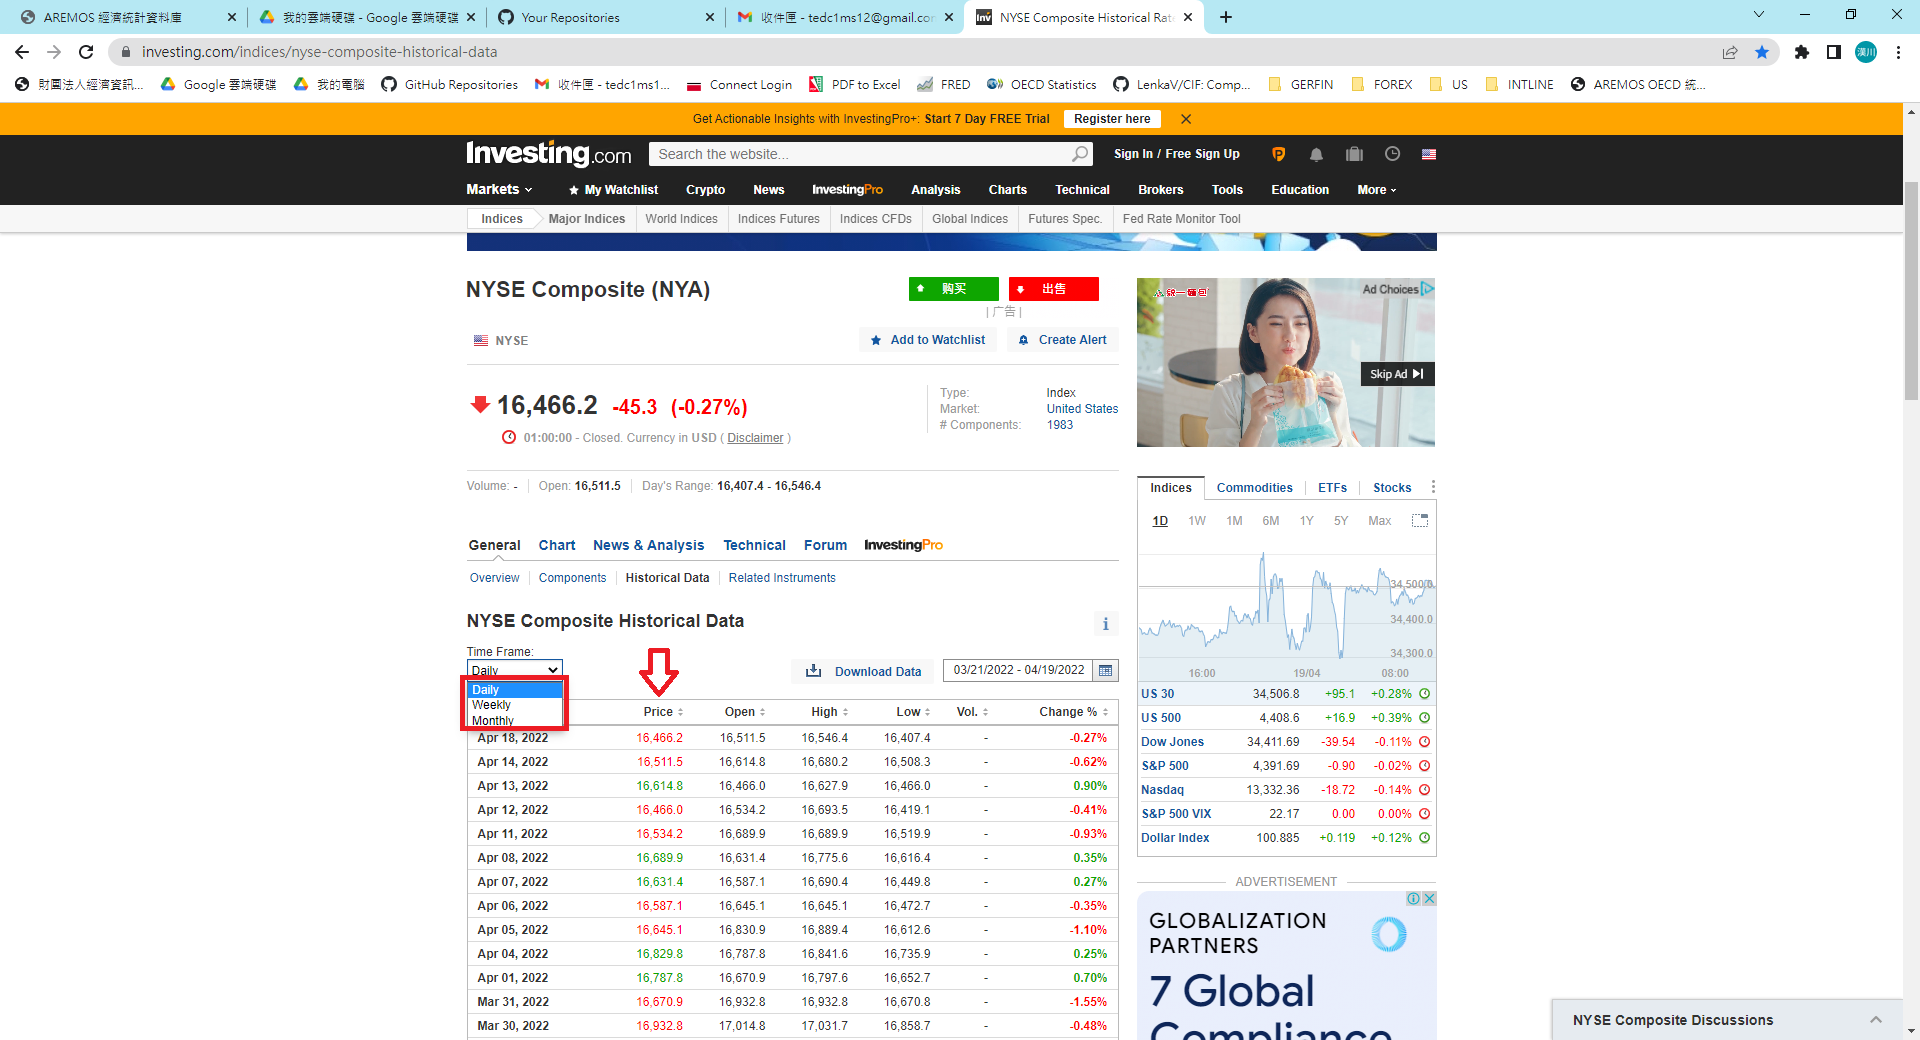 AREMOS 經濟統計資料庫
我的雲端硬碟 - Google 雲端硬碟
Your Repositories
收件匣 - tedc1ms12@gmail.com
NYSE Composite Historical Rat
investing.com/indices/nyse-composite-historical-data
漢川
財團法人經濟資訊... Google 雲端硬碟 我的電腦 GitHub Repositories 收件匣 - tedc1ms1... Connect Login PDF to Excel FRED OECD Statistics LenkaV/CIF: Comp... GERFIN FOREX US INTLINE AREMOS OECD 統...
Get Actionable Insights with InvestingPro+: Start 7 Day FREE Trial Register here
Investing.com Search the website... Sign In / Free Sign Up
Markets My Watchlist Crypto News InvestingPro Analysis Charts Technical Brokers Tools Education More
Indices Major Indices World Indices Indices Futures Indices CFDs Global Indices Futures Spec. Fed Rate Monitor Tool
NYSE Composite (NYA)
购买 出售
| 广告 |
NYSE
Add to Watchlist Create Alert
16,466.2 -45.3 (-0.27%)
01:00:00 - Closed. Currency in USD ( Disclaimer )
Type: Index
Market: United States
# Components: 1983
Volume: - Open: 16,511.5 Day's Range: 16,407.4 - 16,546.4
General Chart News & Analysis Technical Forum InvestingPro
Overview Components Historical Data Related Instruments
NYSE Composite Historical Data
i
Time Frame:
Daily
Download Data 03/21/2022 - 04/19/2022
Daily
Weekly
Monthly
Price Open High Low Vol. Change %
Apr 18, 2022 16,466.2 16,511.5 16,546.4 16,407.4 - -0.27%
Apr 14, 2022 16,511.5 16,614.8 16,680.2 16,508.3 - -0.62%
Apr 13, 2022 16,614.8 16,466.0 16,627.9 16,466.0 - 0.90%
Apr 12, 2022 16,466.0 16,534.2 16,693.5 16,419.1 - -0.41%
Apr 11, 2022 16,534.2 16,689.9 16,689.9 16,519.9 - -0.93%
Apr 08, 2022 16,689.9 16,631.4 16,775.6 16,616.4 - 0.35%
Apr 07, 2022 16,631.4 16,587.1 16,690.4 16,449.8 - 0.27%
Apr 06, 2022 16,587.1 16,645.1 16,645.1 16,472.7 - -0.35%
Apr 05, 2022 16,645.1 16,830.9 16,889.4 16,612.6 - -1.10%
Apr 04, 2022 16,829.8 16,787.8 16,841.6 16,735.9 - 0.25%
Apr 01, 2022 16,787.8 16,670.9 16,797.6 16,652.7 - 0.70%
Mar 31, 2022 16,670.9 16,932.8 16,932.8 16,670.8 - -1.55%
Mar 30, 2022 16,932.8 17,014.8 17,031.7 16,858.7 - -0.48%
Ad Choices
Skip Ad
Indices Commodities ETFs Stocks
1D 1W 1M 6M 1Y 5Y Max
34,500.0
34,400.0
34,300.0
16:00 19/04 08:00
US 30 34,506.8 +95.1 +0.28%
US 500 4,408.6 +16.9 +0.39%
Dow Jones 34,411.69 -39.54 -0.11%
S&P 500 4,391.69 -0.90 -0.02%
Nasdaq 13,332.36 -18.72 -0.14%
S&P 500 VIX 22.17 0.00 0.00%
Dollar Index 100.885 +0.119 +0.12%
ADVERTISEMENT
GLOBALIZATION
PARTNERS
7 Global
Compliance
NYSE Composite Discussions